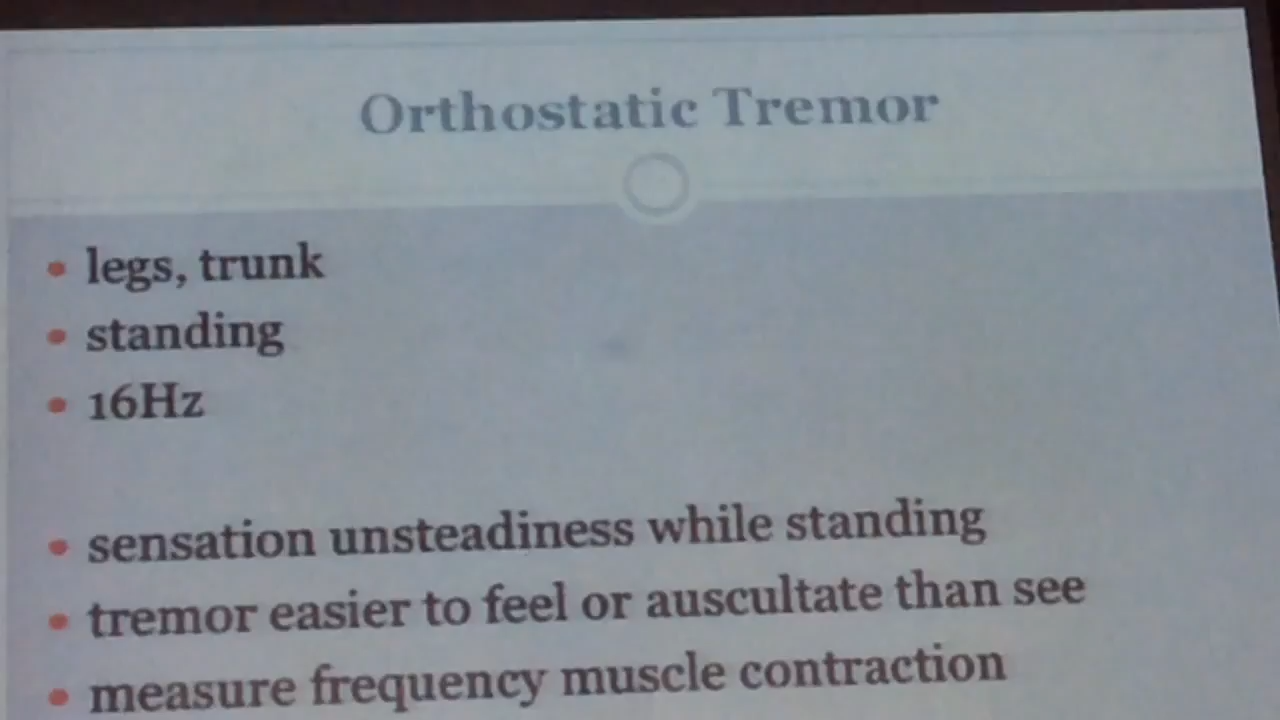 Orthostatic Tremor
legs, trunk
standing
16Hz
sensation unsteadiness while standing
tremor easier to feel or auscultate than see
measure frequency muscle contraction